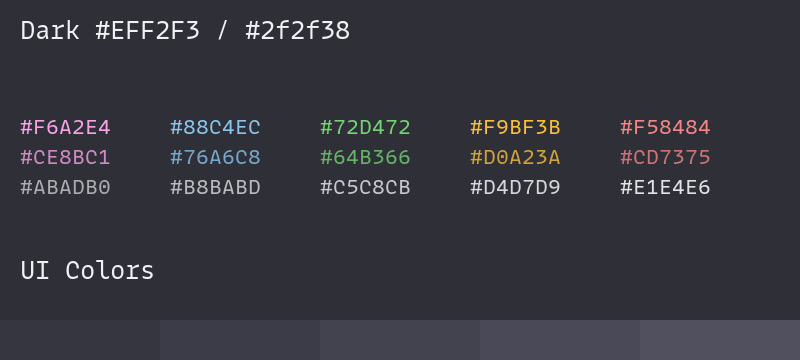 Dark #EFF2F3 / #2f2f38
#F6A2E4 #88C4EC #72D472 #F9BF3B #F58484
#CE8BC1 #76A6C8 #64B366 #D0A23A #CD7375
#ABADB0 #B8BABD #C5C8CB #D4D7D9 #E1E4E6
UI Colors